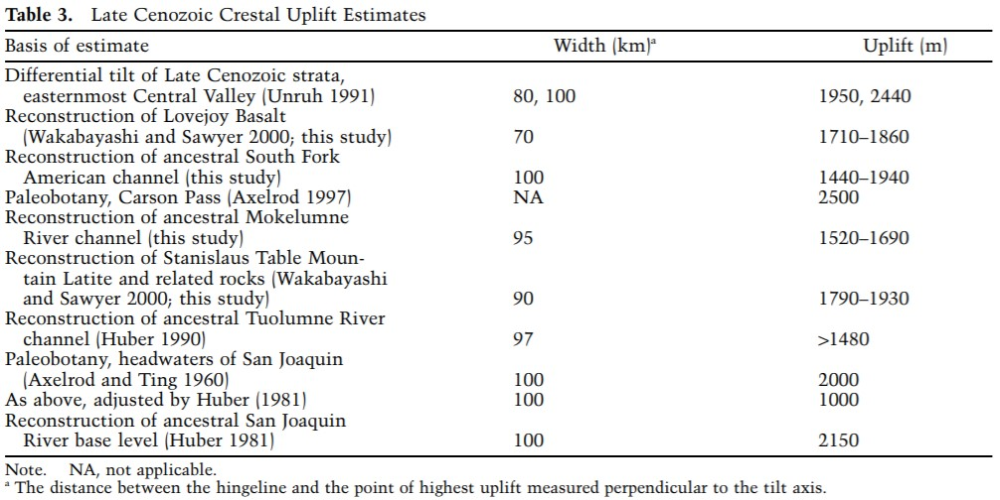 Table 3. Late Cenozoic Crestal Uplift Estimates
Basis of estimate Width (km)ᵃ Uplift (m)
Differential tilt of Late Cenozoic strata,
easternmost Central Valley (Unruh 1991) 80, 100 1950, 2440
Reconstruction of Lovejoy Basalt
(Wakabayashi and Sawyer 2000; this study) 70 1710–1860
Reconstruction of ancestral South Fork
American channel (this study) 100 1440–1940
Paleobotany, Carson Pass (Axelrod 1997) NA 2500
Reconstruction of ancestral Mokelumne
River channel (this study) 95 1520–1690
Reconstruction of Stanislaus Table Moun-
tain Latite and related rocks (Wakabayashi
and Sawyer 2000; this study) 90 1790–1930
Reconstruction of ancestral Tuolumne River
channel (Huber 1990) 97 >1480
Paleobotany, headwaters of San Joaquin
(Axelrod and Ting 1960) 100 2000
As above, adjusted by Huber (1981) 100 1000
Reconstruction of ancestral San Joaquin
River base level (Huber 1981) 100 2150
Note. NA, not applicable.
ᵃ The distance between the hingeline and the point of highest uplift measured perpendicular to the tilt axis.